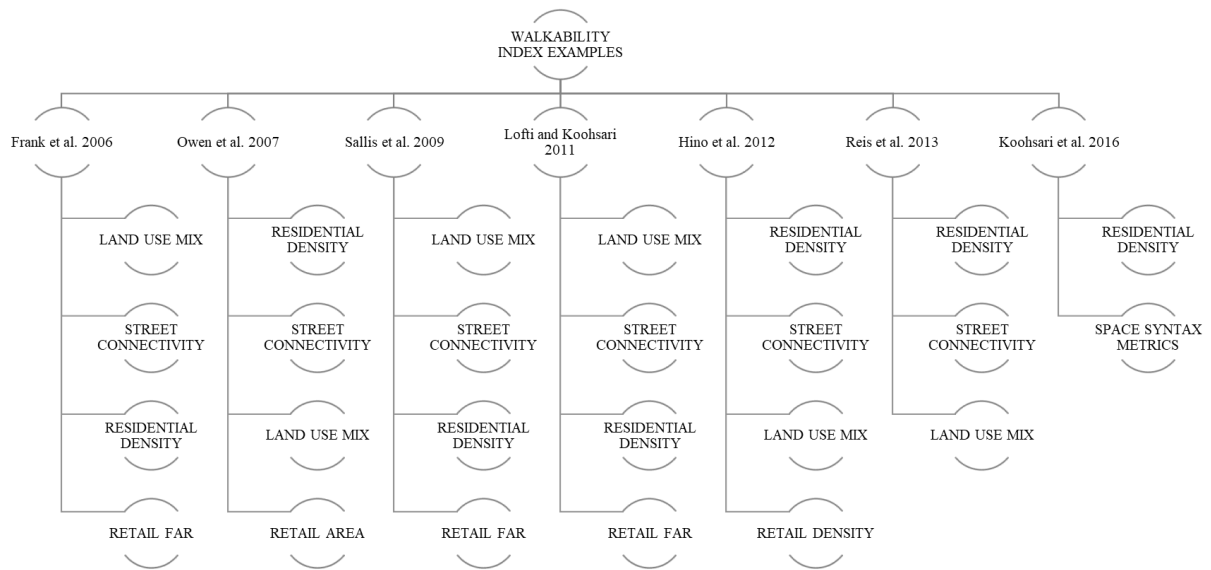 WALKABILITY
INDEX EXAMPLES
Frank et al. 2006
Owen et al. 2007
Sallis et al. 2009
Lofti and Koohsari
2011
Hino et al. 2012
Reis et al. 2013
Koohsari et al. 2016
LAND USE MIX
RESIDENTIAL
DENSITY
LAND USE MIX
LAND USE MIX
RESIDENTIAL
DENSITY
RESIDENTIAL
DENSITY
RESIDENTIAL
DENSITY
STREET
CONNECTIVITY
STREET
CONNECTIVITY
STREET
CONNECTIVITY
STREET
CONNECTIVITY
STREET
CONNECTIVITY
STREET
CONNECTIVITY
SPACE SYNTAX
METRICS
RESIDENTIAL
DENSITY
LAND USE MIX
RESIDENTIAL
DENSITY
RESIDENTIAL
DENSITY
LAND USE MIX
LAND USE MIX
RETAIL FAR
RETAIL AREA
RETAIL FAR
RETAIL FAR
RETAIL DENSITY